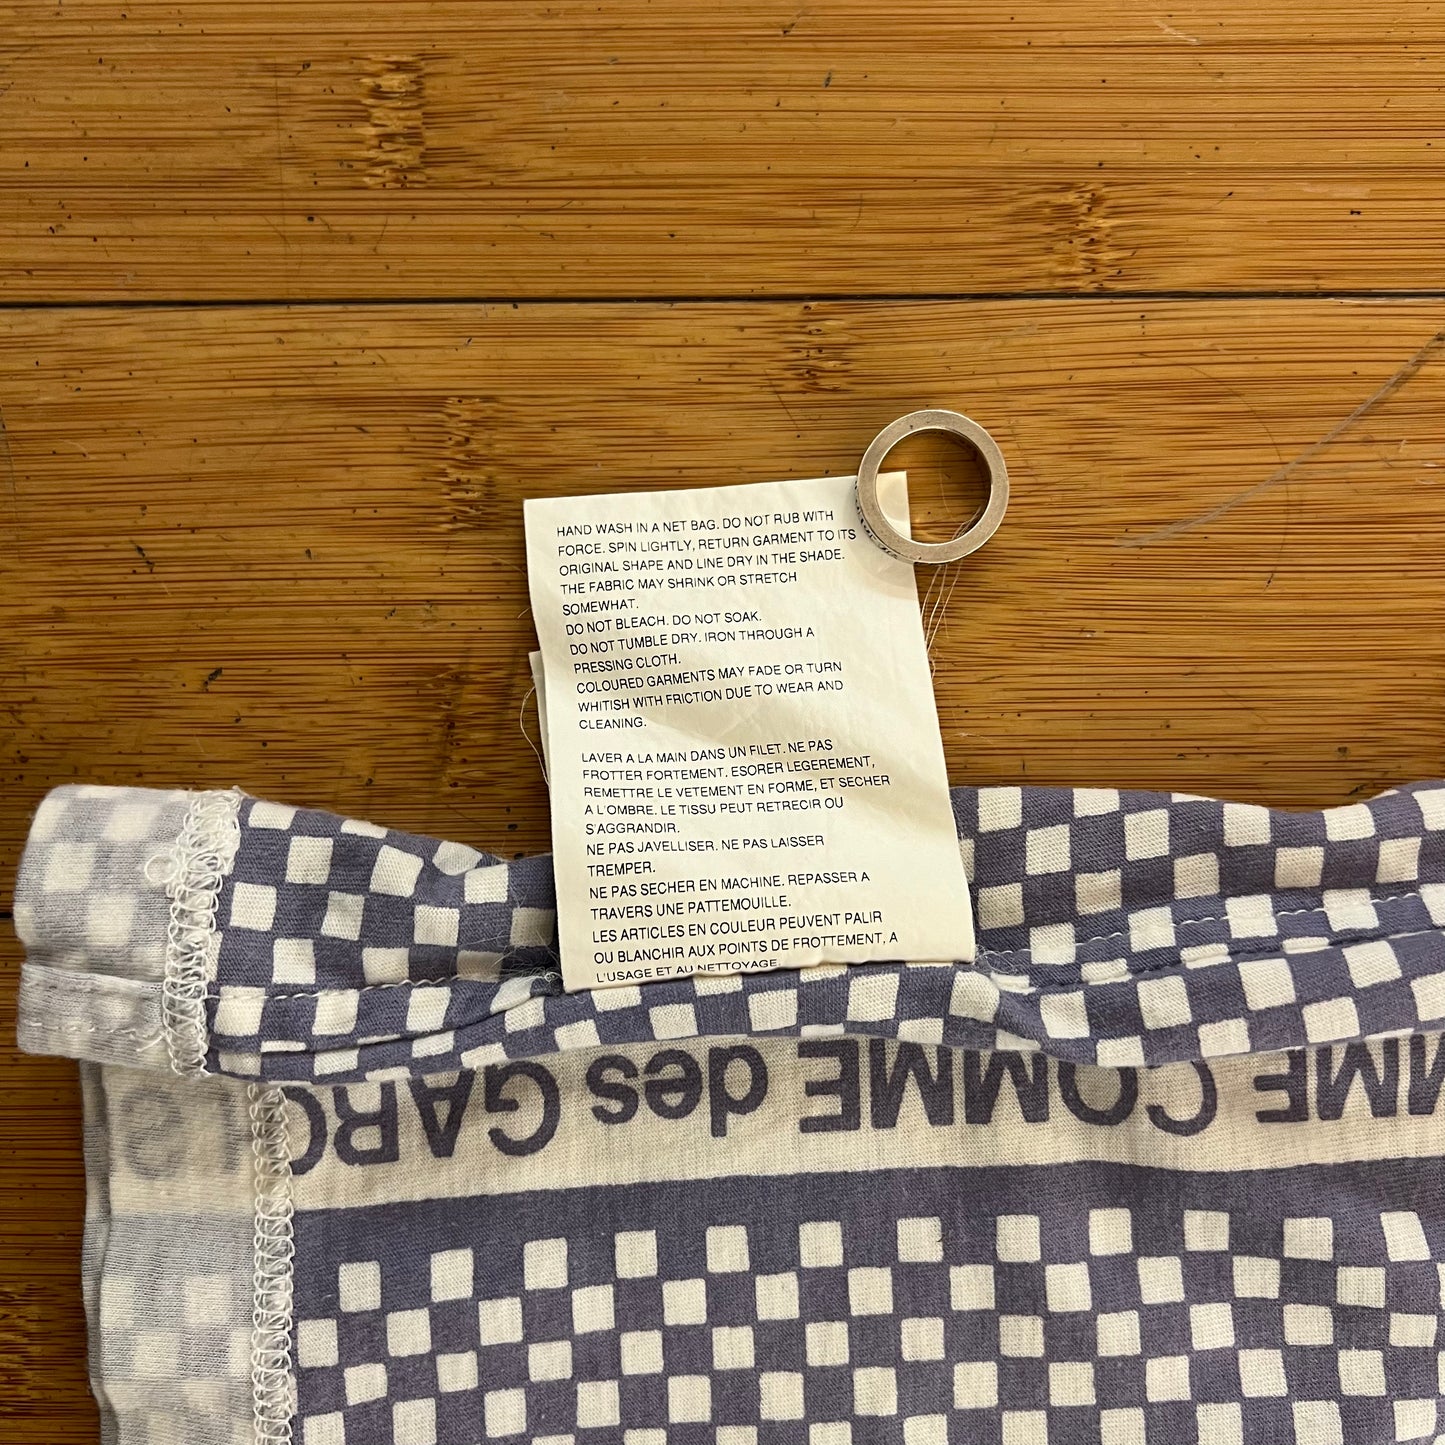 HAND WASH IN A NET BAG. DO NOT RUB WITH
FORCE. SPIN LIGHTLY, RETURN GARMENT TO ITS
ORIGINAL SHAPE AND LINE DRY IN THE SHADE.
THE FABRIC MAY SHRINK OR STRETCH
SOMEWHAT.
DO NOT BLEACH. DO NOT SOAK.
DO NOT TUMBLE DRY. IRON THROUGH A
PRESSING CLOTH.
COLOURED GARMENTS MAY FADE OR TURN
WHITISH WITH FRICTION DUE TO WEAR AND
CLEANING.
LAVER A LA MAIN DANS UN FILET. NE PAS
FROTTER FORTEMENT. ESORER LEGEREMENT,
REMETTRE LE VETEMENT EN FORME, ET SECHER
A L'OMBRE. LE TISSU PEUT RETRECIR OU
S'AGGRANDIR.
NE PAS JAVELLISER. NE PAS LAISSER
TREMPER.
NE PAS SECHER EN MACHINE. REPASSER A
TRAVERS UNE PATTEMOUILLE.
LES ARTICLES EN COULEUR PEUVENT PALIR
OU BLANCHIR AUX POINTS DE FROTTEMENT, A
L'USAGE ET AU NETTOYAGE.
MME COMME COMME des GARC